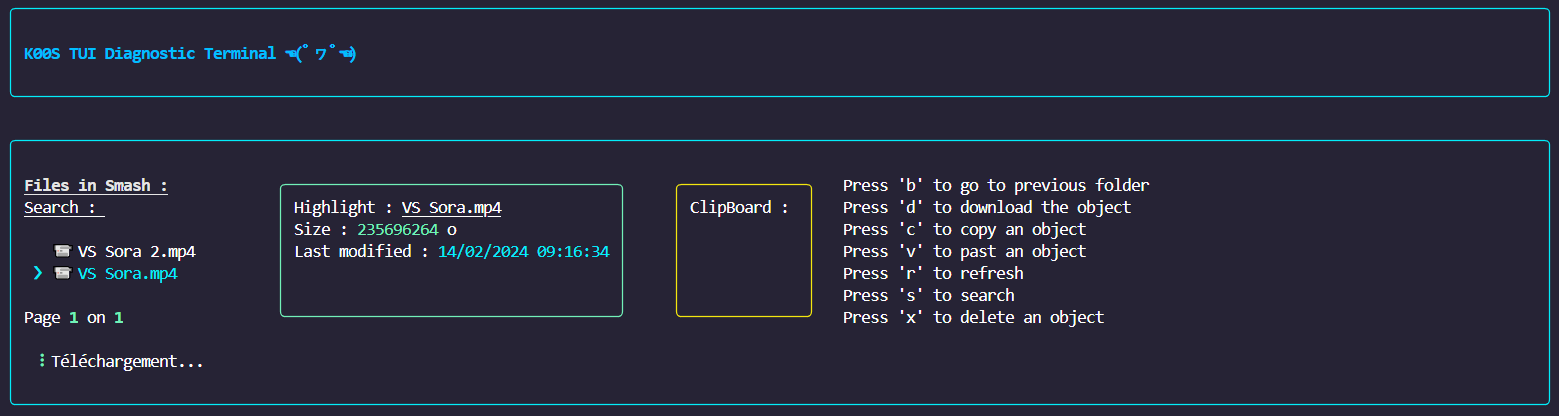 K00S TUI Diagnostic Terminal ☚(ﾟヮﾟ☚)
Files in Smash :
Search :
VS Sora 2.mp4
❯ VS Sora.mp4
Page 1 on 1
Téléchargement...
Highlight : VS Sora.mp4
Size : 235696264 o
Last modified : 14/02/2024 09:16:34
ClipBoard :
Press 'b' to go to previous folder
Press 'd' to download the object
Press 'c' to copy an object
Press 'v' to past an object
Press 'r' to refresh
Press 's' to search
Press 'x' to delete an object